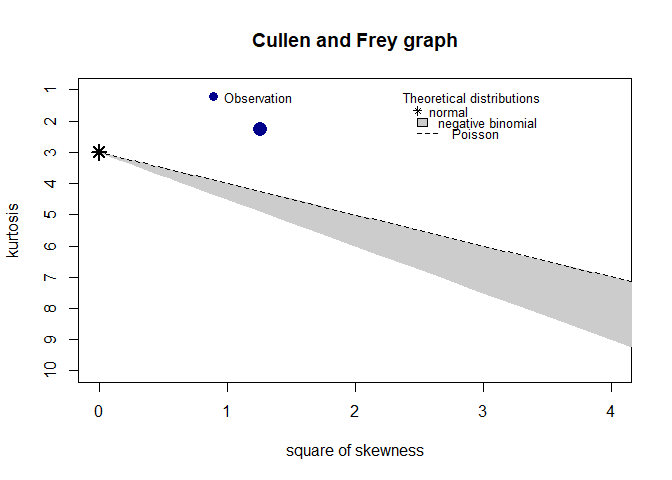 Cullen and Frey graph
Observation
Theoretical distributions
normal
negative binomial
Poisson
kurtosis
1
2
3
4
5
6
7
8
9
10
0
1
2
3
4
square of skewness